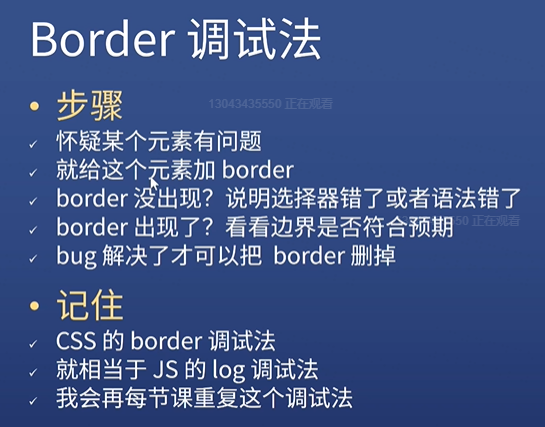 Border 调试法
步骤
13043435550 正在观看
怀疑某个元素有问题
就给这个元素加 border
border 没出现？说明选择器错了或者语法错了
border 出现了？看看边界是否符合预期
50 正在观看
bug 解决了才可以把 border 删掉
记住
CSS 的 border 调试法
就相当于 JS 的 log 调试法
我会再每节课重复这个调试法